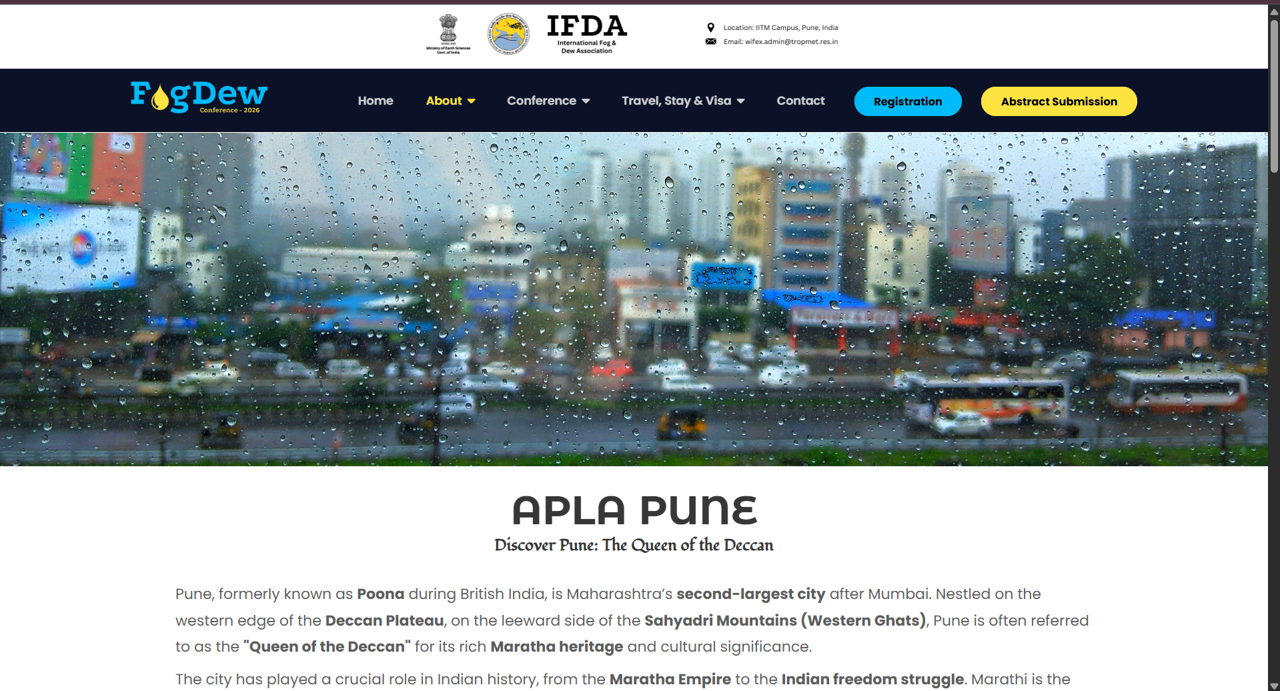 Ministry of Earth Sciences
Govt. of India
IFDA
International Fog &
Dew Association
Location: IITM Campus, Pune, India
Email: wifex.admin@tropmet.res.in
FogDew
Conference - 2026
Home
About
Conference
Travel, Stay & Visa
Contact
Registration
Abstract Submission
APLA PUNE
Discover Pune: The Queen of the Deccan
Pune, formerly known as Poona during British India, is Maharashtra’s second-largest city after Mumbai. Nestled on the
western edge of the Deccan Plateau, on the leeward side of the Sahyadri Mountains (Western Ghats), Pune is often referred
to as the "Queen of the Deccan" for its rich Maratha heritage and cultural significance.
The city has played a crucial role in Indian history, from the Maratha Empire to the Indian freedom struggle. Marathi is the